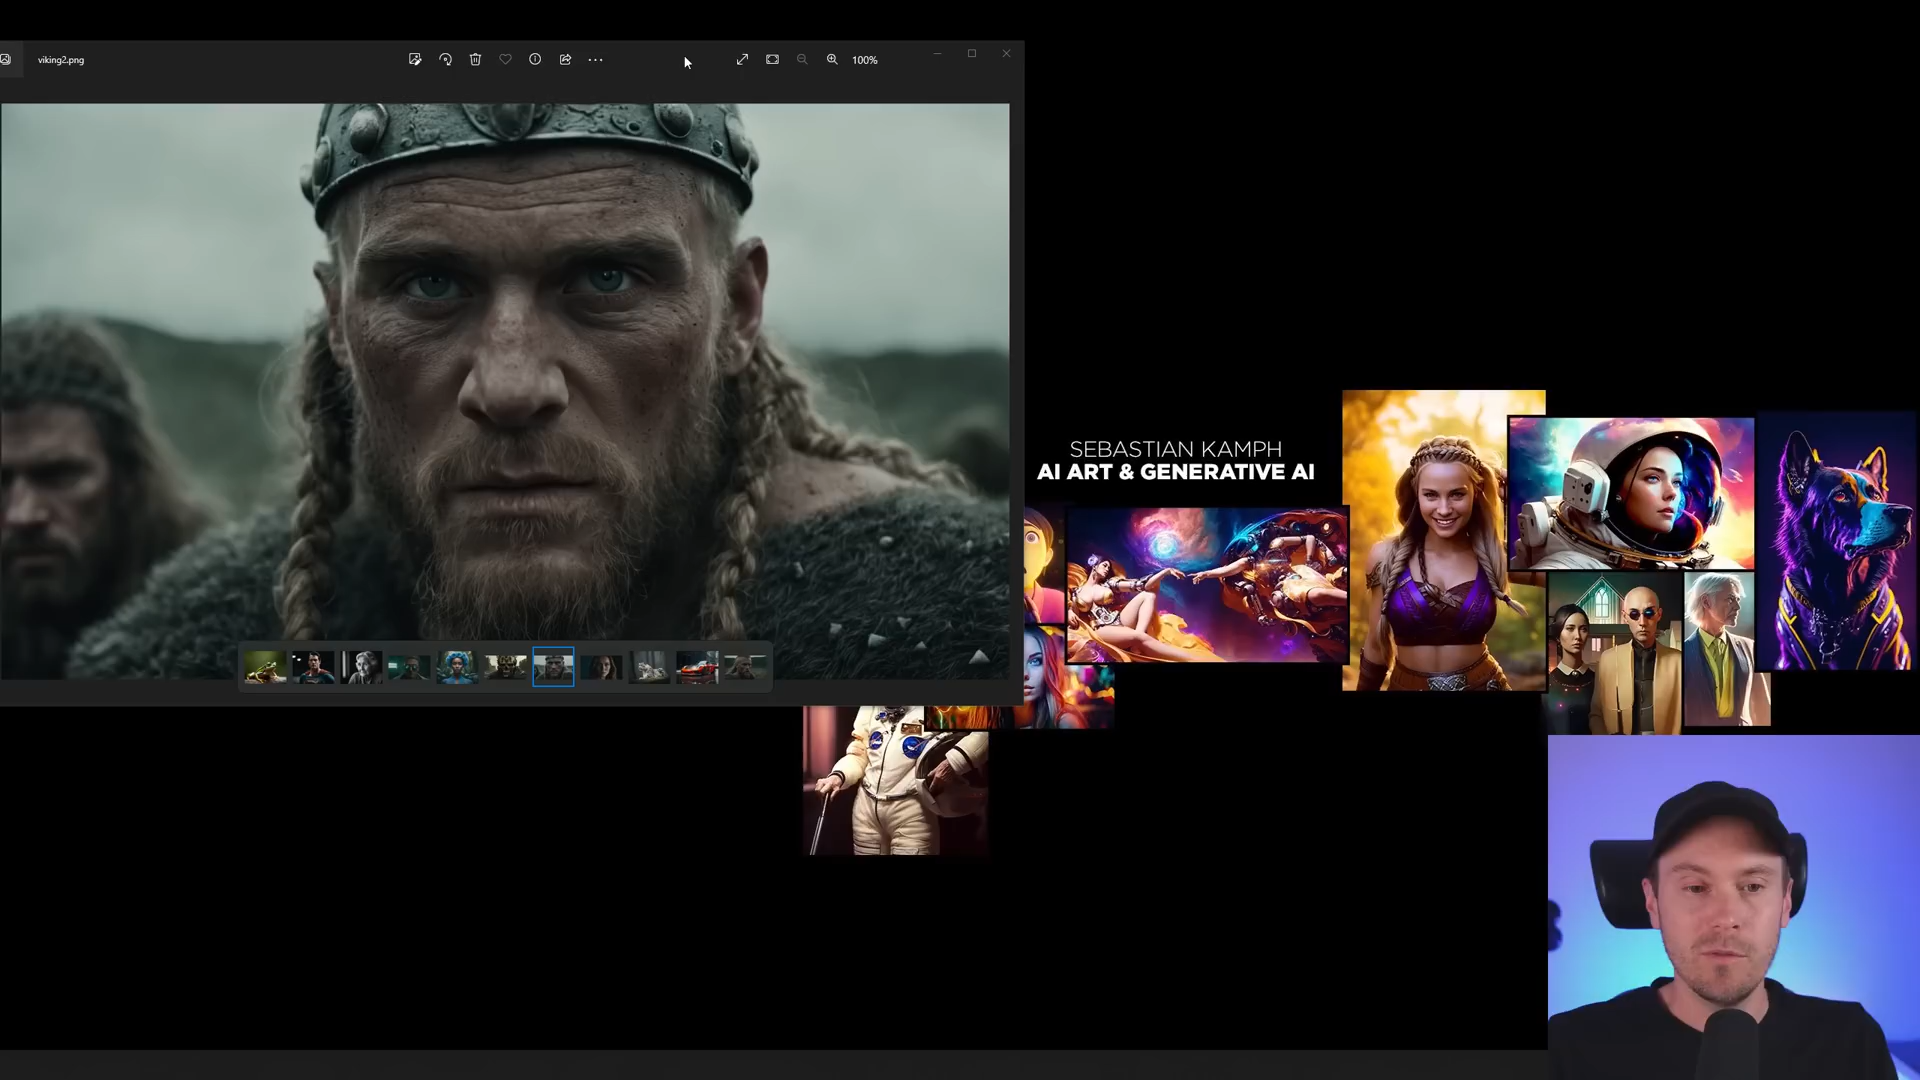 viking2.png
100%
SEBASTIAN KAMPH
AI ART & GENERATIVE AI